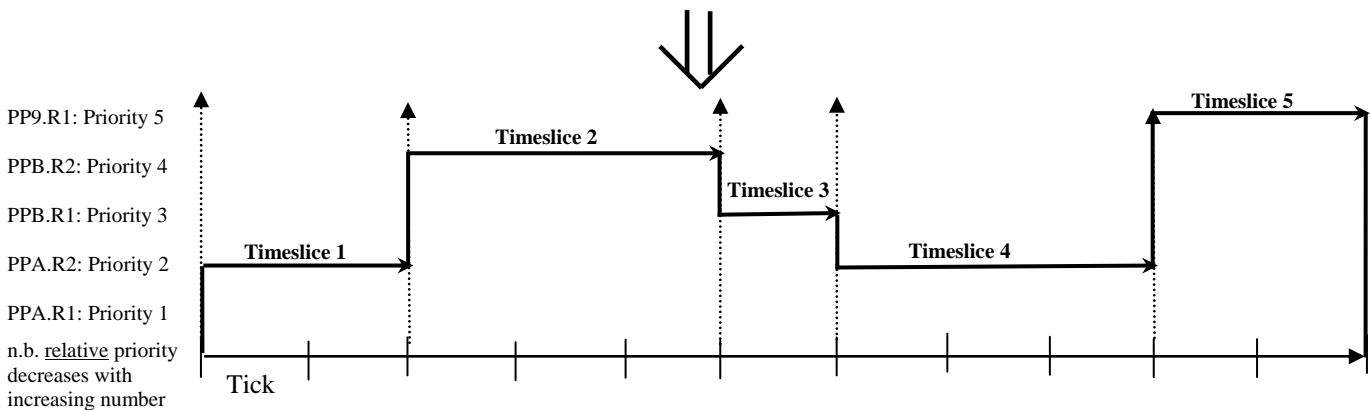 PP9.R1: Priority 5
Timeslice 5
PPB.R2: Priority 4
Timeslice 2
PPB.R1: Priority 3
Timeslice 3
PPA.R2: Priority 2
Timeslice 1
Timeslice 4
PPA.R1: Priority 1
n.b. relative priority
decreases with
increasing number
Tick